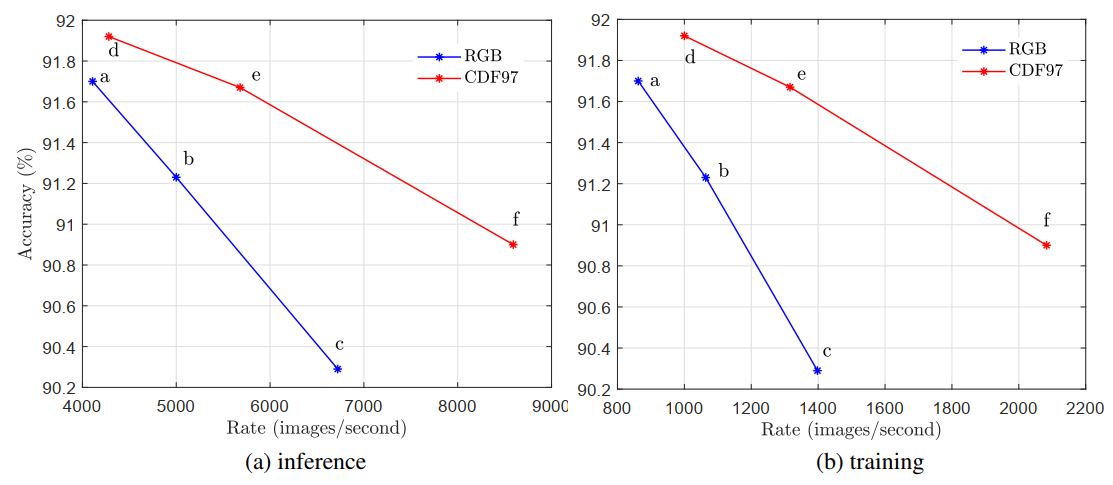 92
91.8
91.6
91.4
91.2
91
90.8
90.6
90.4
90.2
Accuracy (%)
d
a
b
c
e
f
RGB
CDF97
4000 5000 6000 7000 8000 9000
Rate (images/second)
(a) inference
92
91.8
91.6
91.4
91.2
91
90.8
90.6
90.4
90.2
d
a
b
c
e
f
RGB
CDF97
800 1000 1200 1400 1600 1800 2000 2200
Rate (images/second)
(b) training